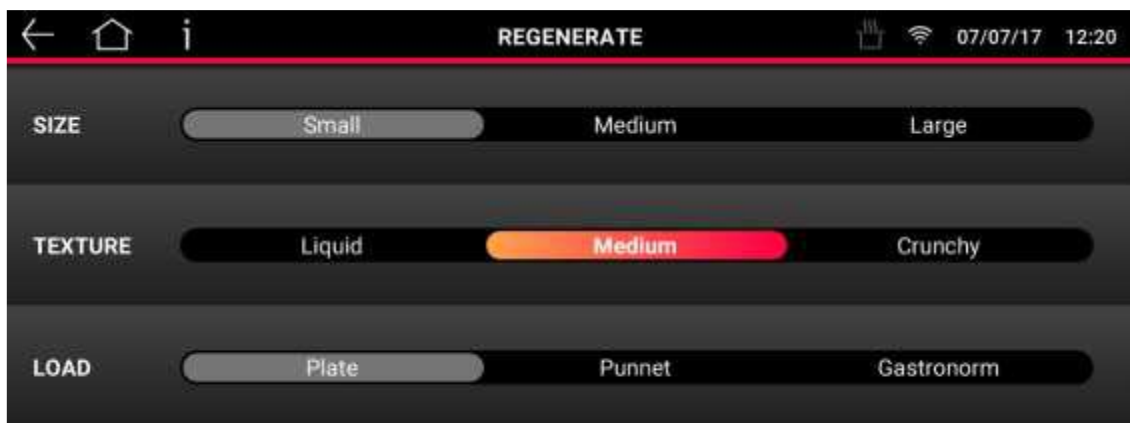 i REGENERATE 07/07/17 12:20
SIZE Small Medium Large
TEXTURE Liquid Medium Crunchy
LOAD Plate Punnet Gastronorm